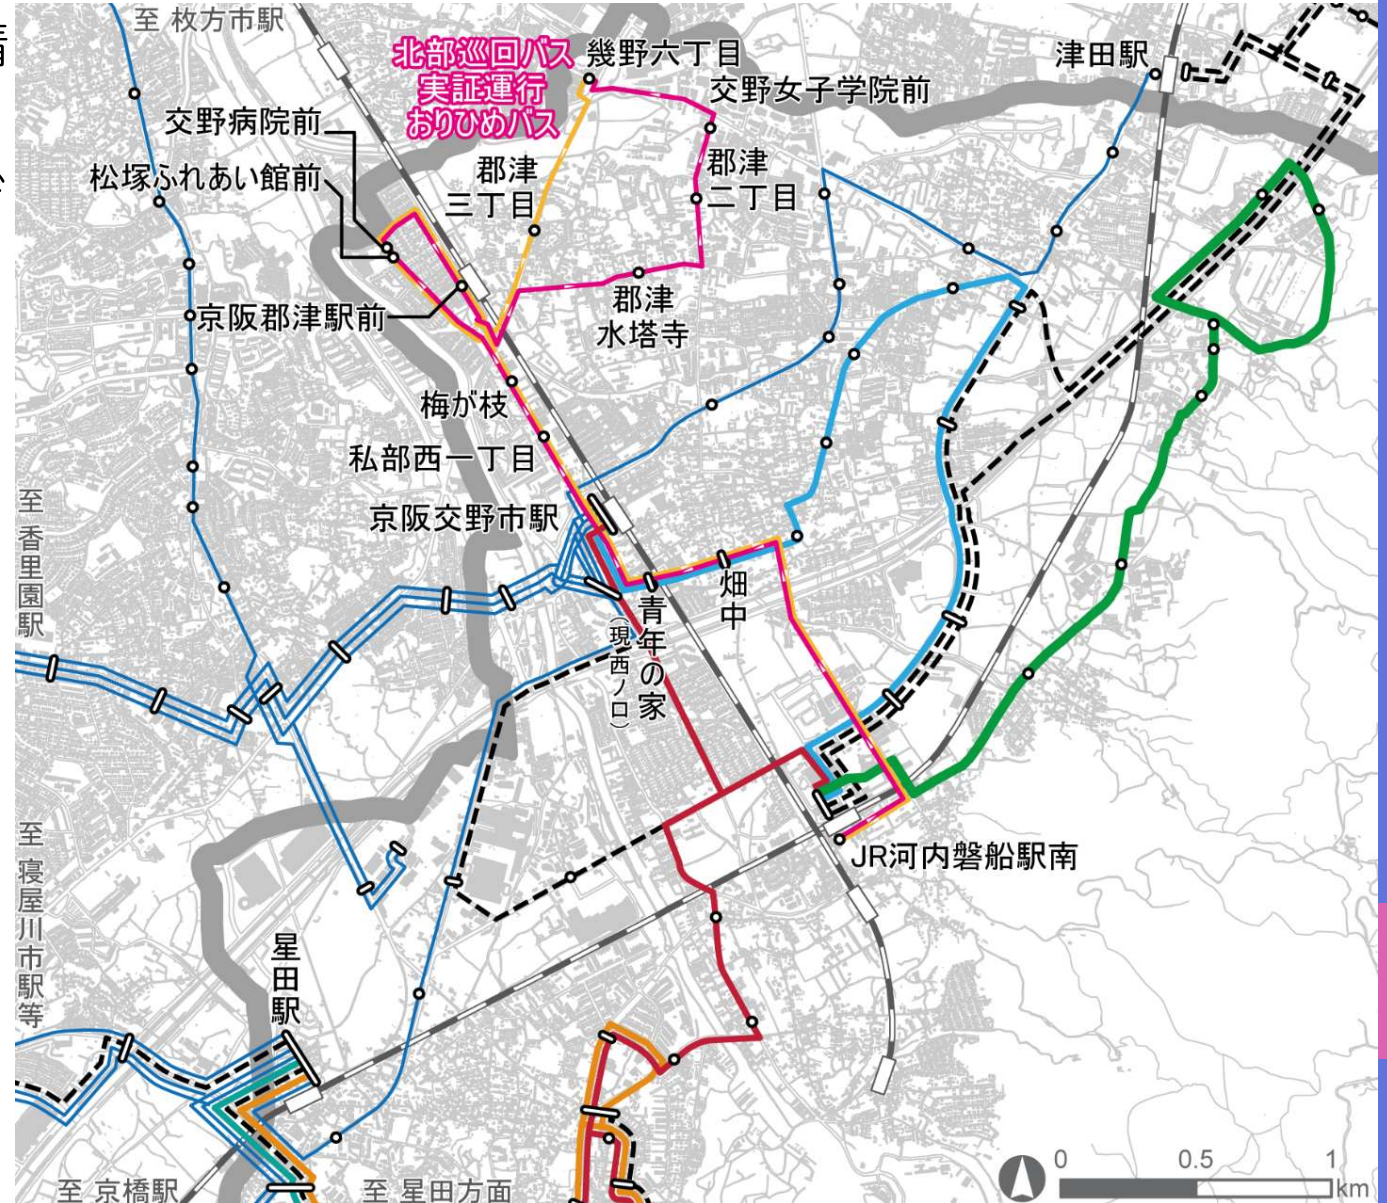 至 枚方市駅
北部巡回バス
実証運行
おりひめバス
幾野六丁目
津田駅
交野女子学院前
交野病院前
松塚ふれあい館前
郡津
三丁目
郡津
二丁目
京阪郡津駅前
郡津
水塔寺
梅が枝
私部西一丁目
京阪交野市駅
至 香里園駅
畑中
青年の家
(現西ノ口)
JR河内磐船駅南
至 寝屋川市駅等
星田駅
至 京橋駅
至 星田方面
0 0.5 1
km